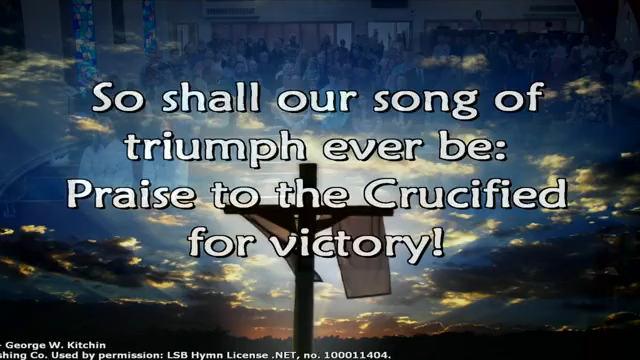 So shall our song of
triumph ever be:
Praise to the Crucified
for victory!
George W. Kitchin
shing Co. Used by permission: LSB Hymn License .NET, no. 100011404.